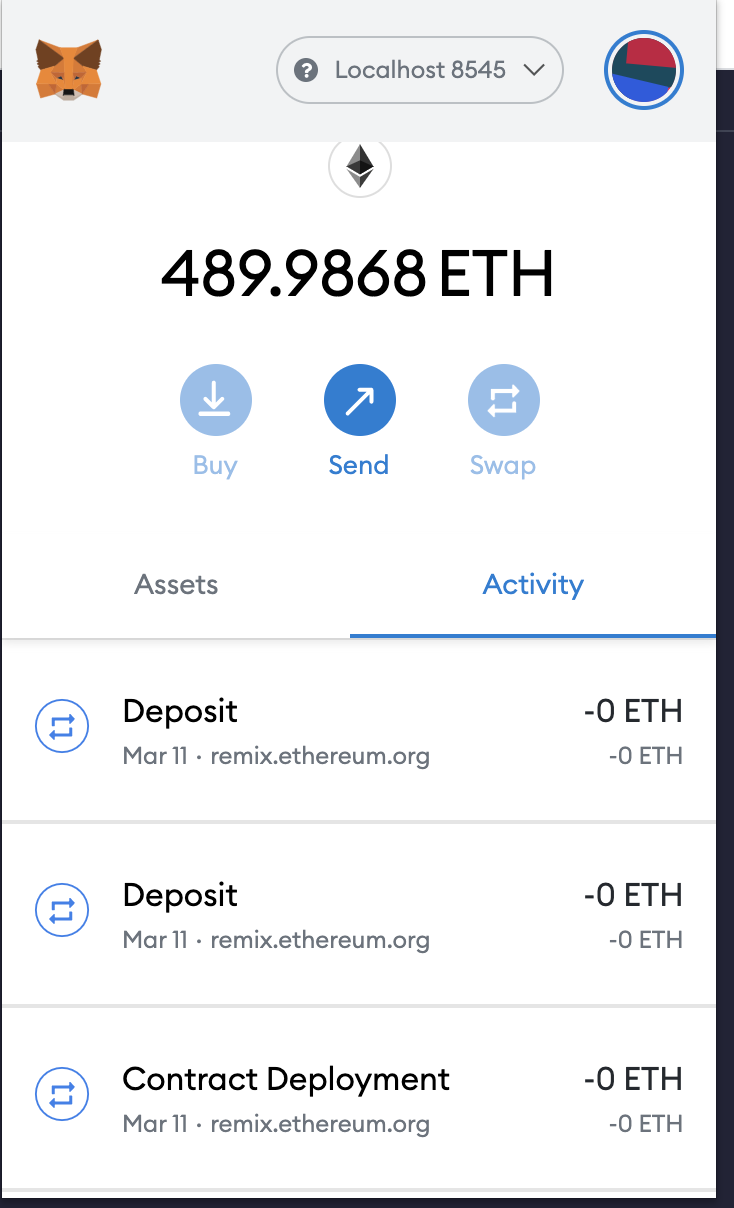 Localhost 8545
489.9868 ETH
Buy
Send
Swap
Assets
Activity
Deposit
-0 ETH
Mar 11 · remix.ethereum.org
-0 ETH
Deposit
-0 ETH
Mar 11 · remix.ethereum.org
-0 ETH
Contract Deployment
-0 ETH
Mar 11 · remix.ethereum.org
-0 ETH